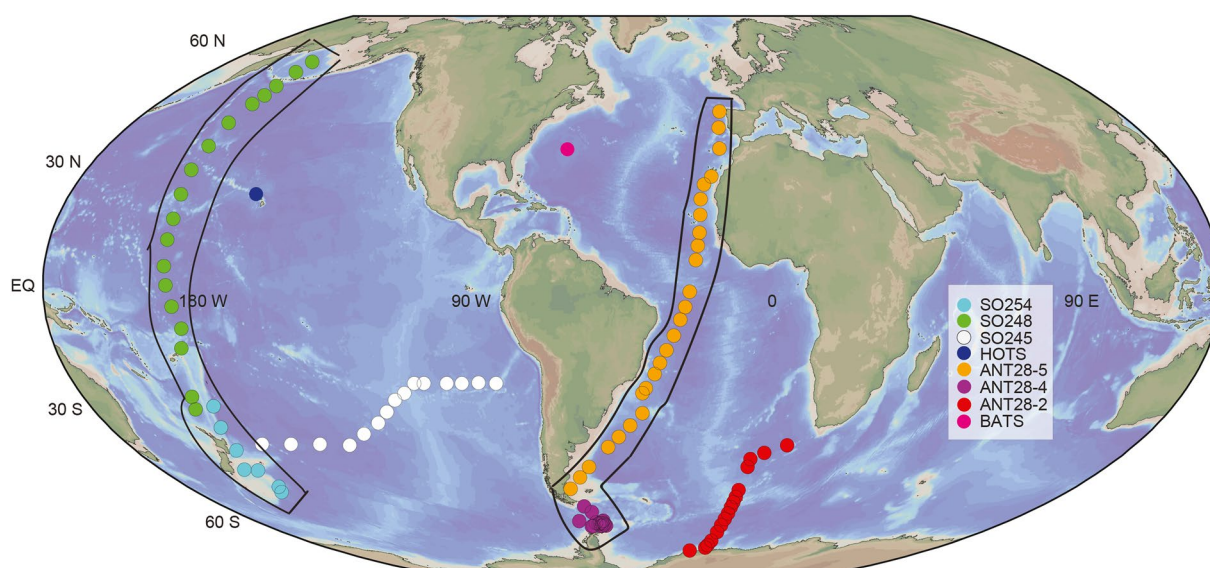 60 N
30 N
EQ
180 W
90 W
0
90 E
30 S
60 S
SO254
SO248
SO245
HOTS
ANT28-5
ANT28-4
ANT28-2
BATS